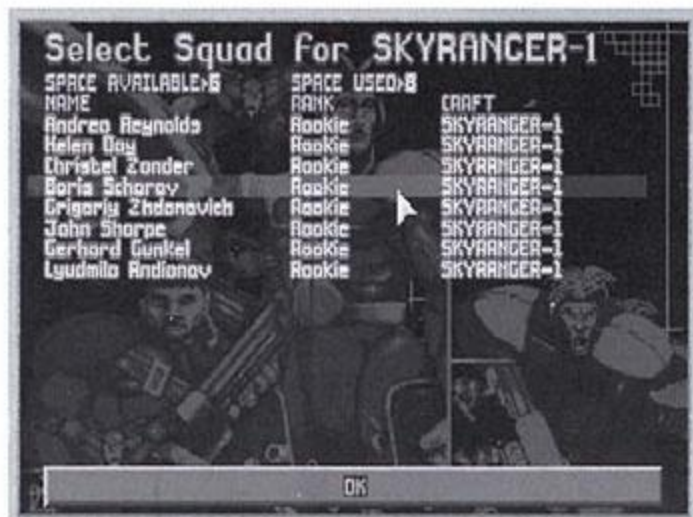 Select Squad for SKYRANGER-1
SPACE AVAILABLE>6 SPACE USED>8
NAME RANK CRAFT
Andrea Reynolds Rookie SKYRANGER-1
Helen Day Rookie SKYRANGER-1
Christel Zander Rookie SKYRANGER-1
Boris Schorov Rookie SKYRANGER-1
Grigoriy Zhdanovich Rookie SKYRANGER-1
John Sharpe Rookie SKYRANGER-1
Gerhard Gunkel Rookie SKYRANGER-1
Lyudmila Andianov Rookie SKYRANGER-1
OK